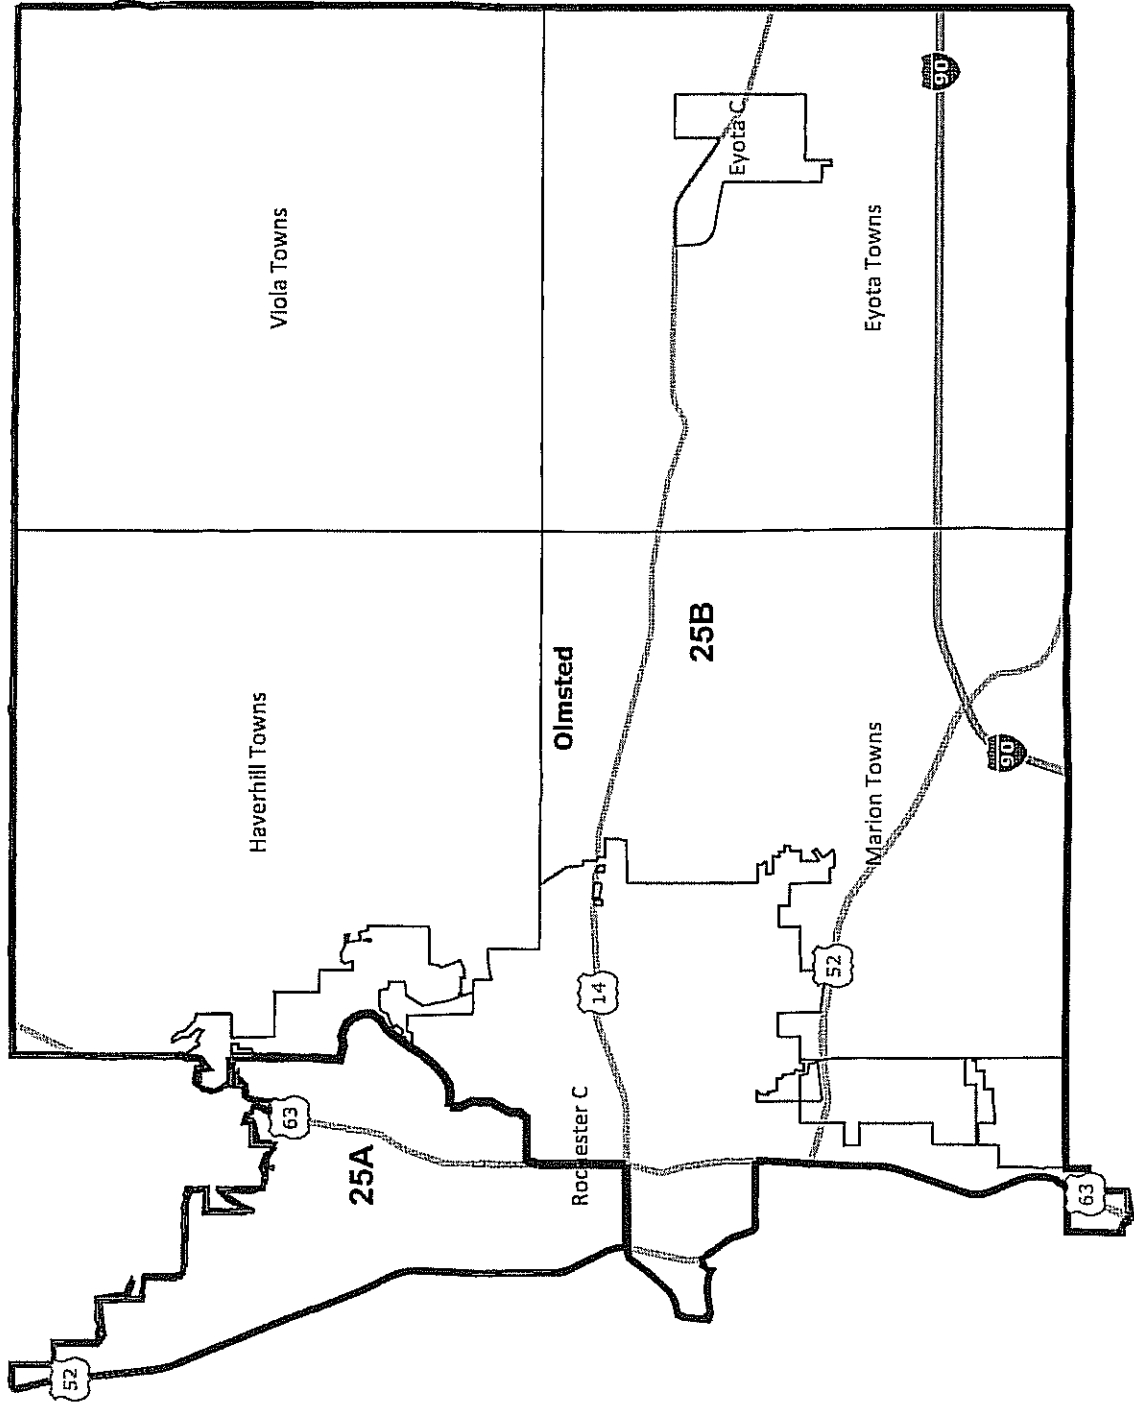 52
Haverhill Towns
Viola Towns
63
25A
Olmsted
Rochester C
14
25B
Eyota C
52
Marion Towns
Eyota Towns
90
90
63